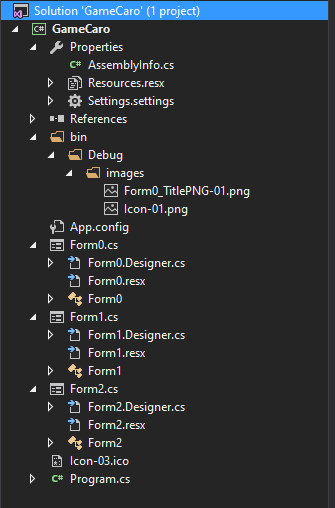 Solution 'GameCaro' (1 project)
GameCaro
Properties
AssemblyInfo.cs
Resources.resx
Settings.settings
References
bin
Debug
images
Form0_TitlePNG-01.png
Icon-01.png
App.config
Form0.cs
Form0.Designer.cs
Form0.resx
Form0
Form1.cs
Form1.Designer.cs
Form1.resx
Form1
Form2.cs
Form2.Designer.cs
Form2.resx
Form2
Icon-03.ico
Program.cs